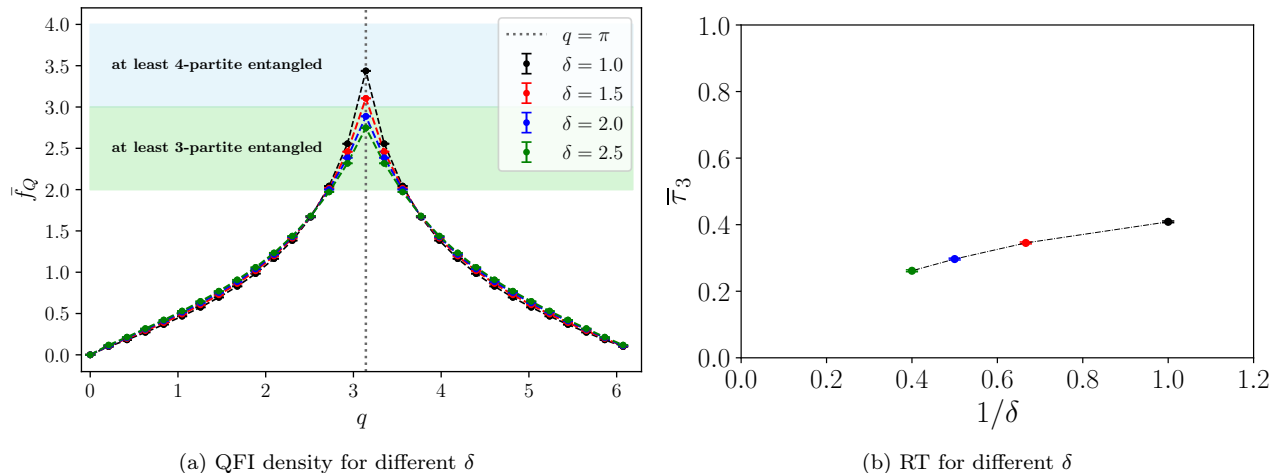 4.0
3.5
3.0
2.5
2.0
1.5
1.0
0.5
0.0
f̄_Q
at least 4-partite entangled
at least 3-partite entangled
q = π
δ = 1.0
δ = 1.5
δ = 2.0
δ = 2.5
0 1 2 3 4 5 6
q
(a) QFI density for different δ
1.0
0.8
0.6
0.4
0.2
0.0
τ̄_3
0.0 0.2 0.4 0.6 0.8 1.0 1.2
1/δ
(b) RT for different δ